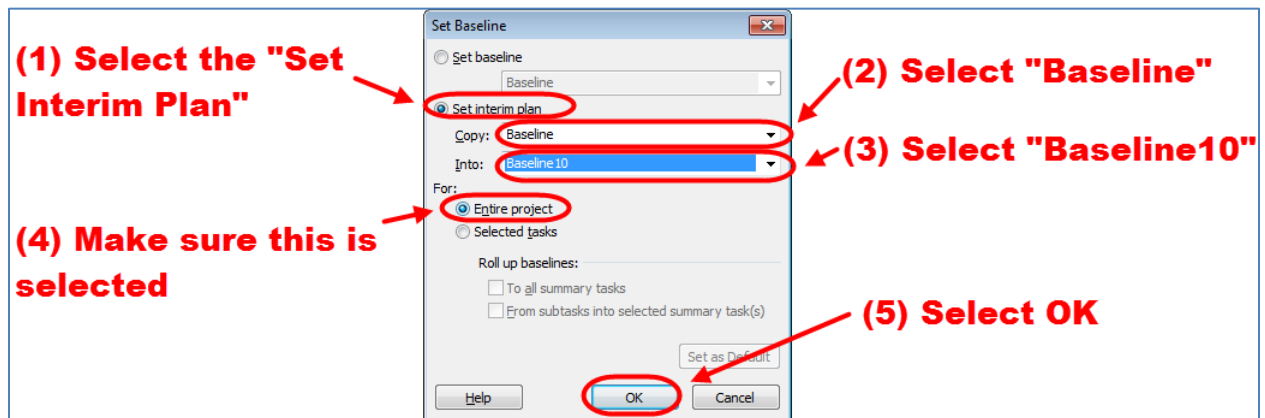 Set Baseline
(1) Select the "Set
Interim Plan"
Set baseline
Baseline
(2) Select "Baseline"
Set interim plan
Copy: Baseline
(3) Select "Baseline10"
Into: Baseline10
For:
Entire project
Selected tasks
(4) Make sure this is
selected
Roll up baselines:
To all summary tasks
From subtasks into selected summary task(s)
(5) Select OK
Set as Default
Help
OK
Cancel